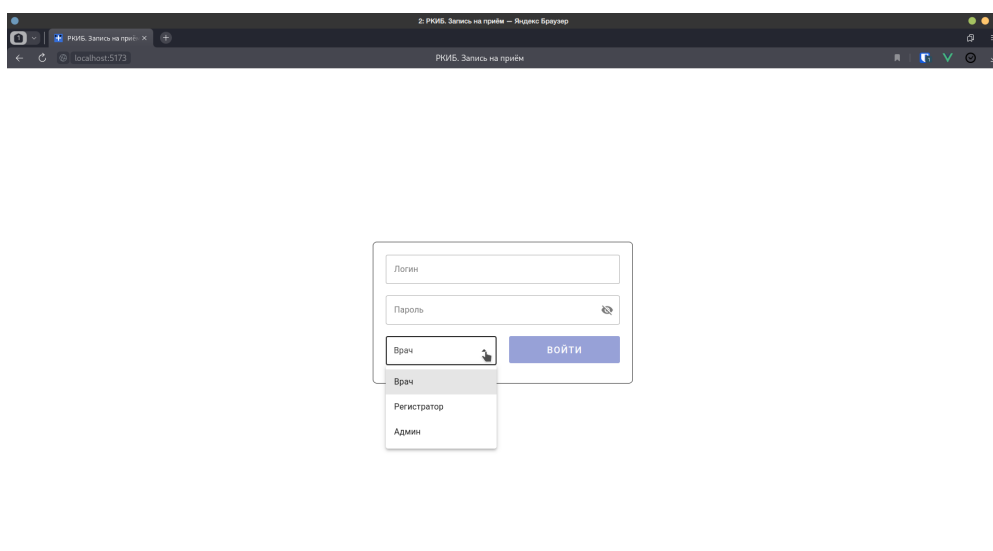 2: РКИБ. Запись на приём — Яндекс Браузер
1
РКИБ. Запись на приё
localhost:5173
РКИБ. Запись на приём
Логин
Пароль
Врач
ВОЙТИ
Врач
Регистратор
Админ